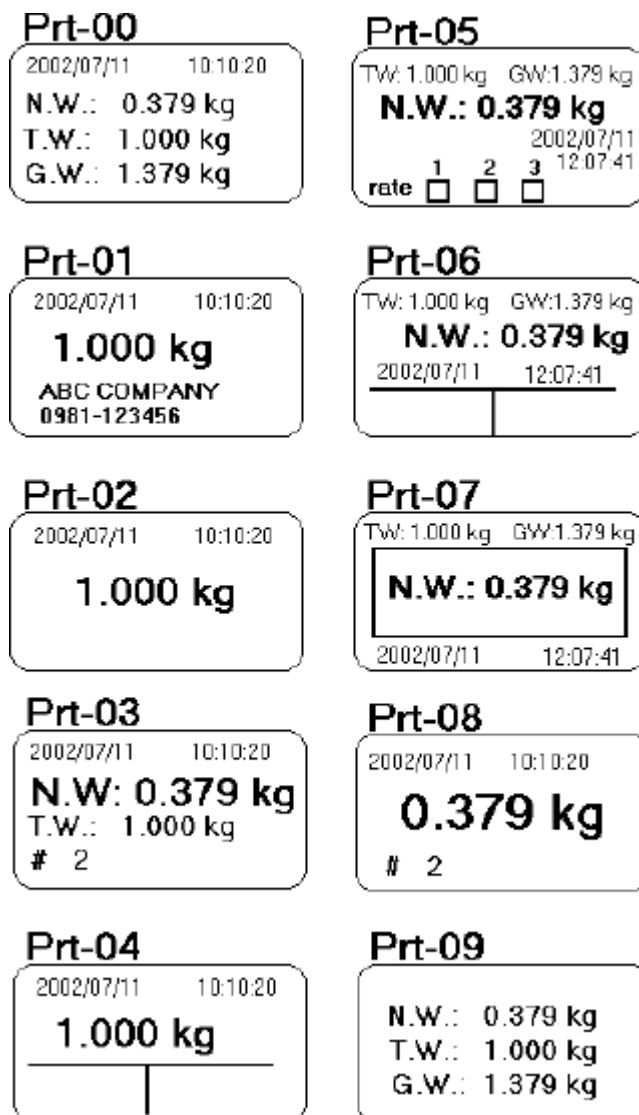 Prt-00
2002/07/11 10:10:20
N.W.: 0.379 kg
T.W.: 1.000 kg
G.W.: 1.379 kg
Prt-01
2002/07/11 10:10:20
1.000 kg
ABC COMPANY
0981-123456
Prt-02
2002/07/11 10:10:20
1.000 kg
Prt-03
2002/07/11 10:10:20
N.W: 0.379 kg
T.W.: 1.000 kg
# 2
Prt-04
2002/07/11 10:10:20
1.000 kg
Prt-05
TW: 1.000 kg GW:1.379 kg
N.W.: 0.379 kg
2002/07/11
12:07:41
1 2 3
rate
Prt-06
TW: 1.000 kg GW:1.379 kg
N.W.: 0.379 kg
2002/07/11 12:07:41
Prt-07
TW: 1.000 kg GW:1.379 kg
N.W.: 0.379 kg
2002/07/11 12:07:41
Prt-08
2002/07/11 10:10:20
0.379 kg
# 2
Prt-09
N.W.: 0.379 kg
T.W.: 1.000 kg
G.W.: 1.379 kg